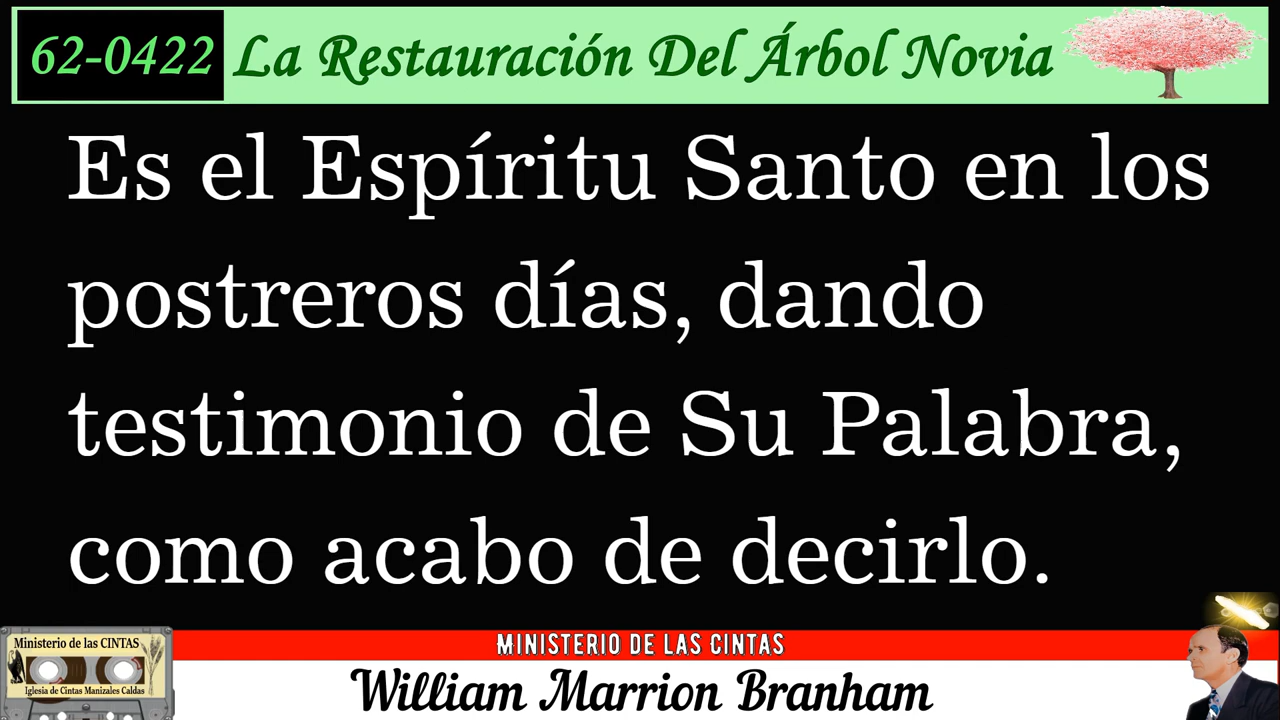 62-0422 La Restauración Del Árbol Novia
Es el Espíritu Santo en los
postreros días, dando
testimonio de Su Palabra,
como acabo de decirlo.
MINISTERIO DE LAS CINTAS
Ministerio de las CINTAS
Iglesia de Cintas Manizales Caldas
William Marrion Branham